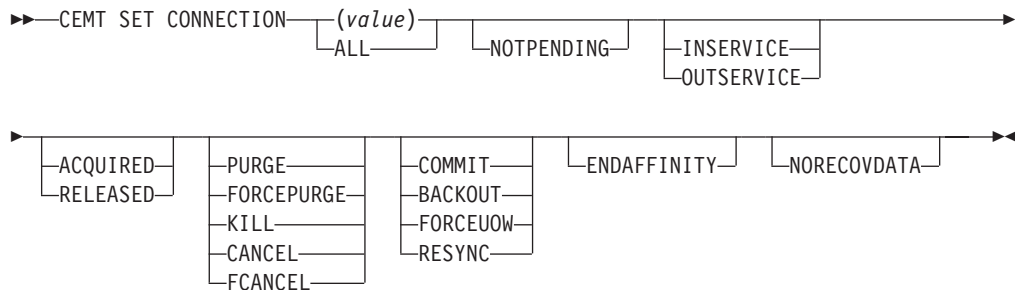 CEMT SET CONNECTION (value) NOTPENDING INSERVICE
ALL OUTSERVICE
ACQUIRED PURGE COMMIT ENDAFFINITY NORECOVDATA
RELEASED FORCEPURGE BACKOUT
KILL FORCEUOW
CANCEL RESYNC
FCANCEL